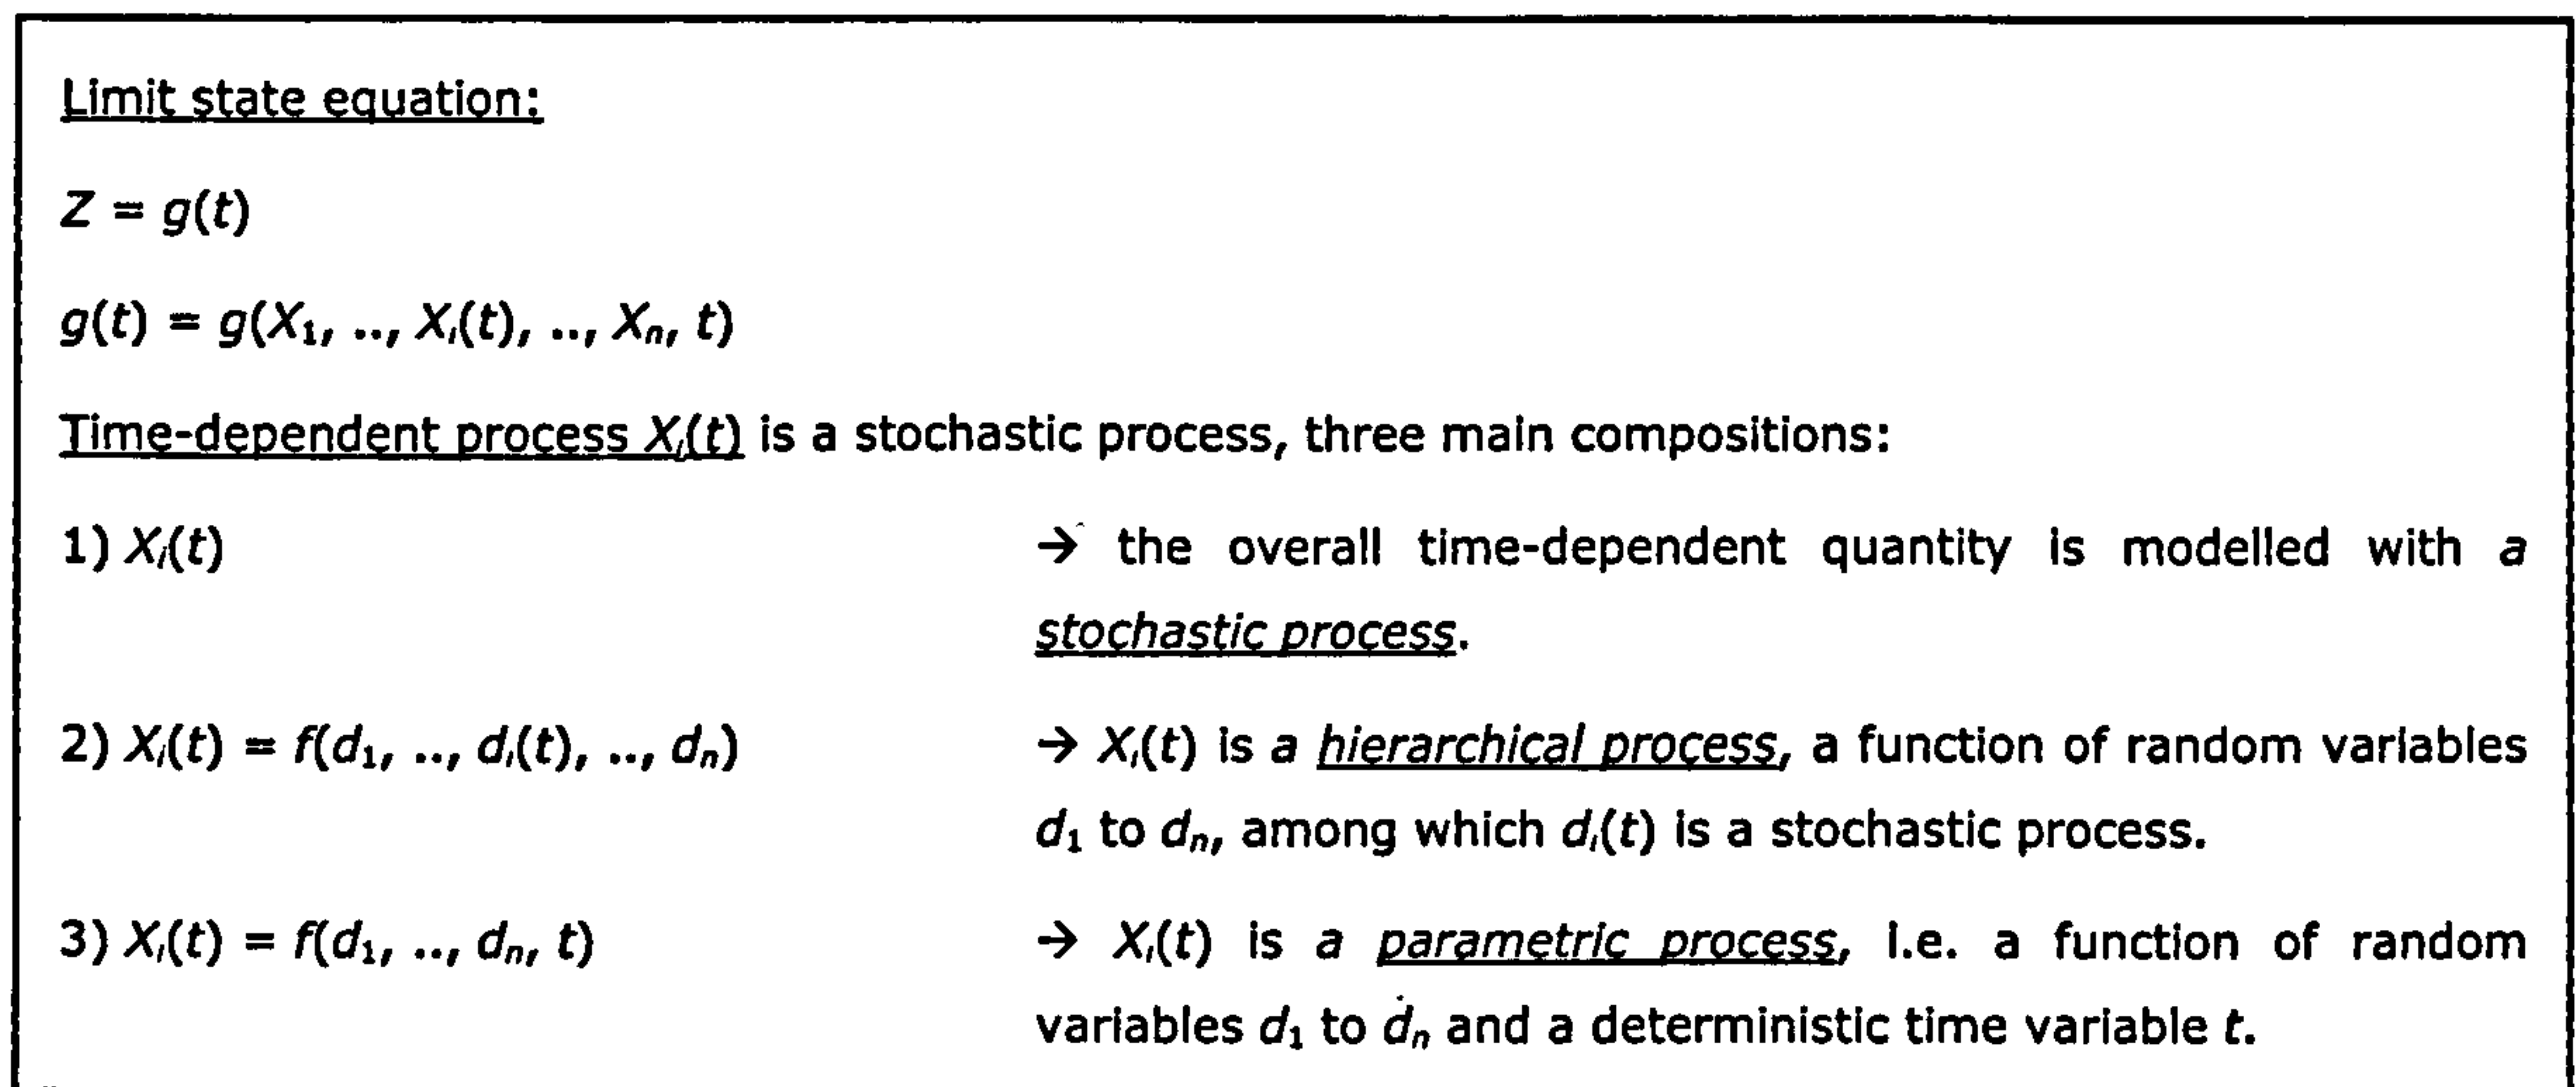 Limit state equation:
Z = g(t)
g(t) = g(X₁, .., Xᵢ(t), .., Xₙ, t)
Time-dependent process Xᵢ(t) is a stochastic process, three main compositions:
1) Xᵢ(t) → the overall time-dependent quantity is modelled with a
stochastic process.
2) Xᵢ(t) = f(d₁, .., dᵢ(t), .., dₙ) → Xᵢ(t) is a hierarchical process, a function of random variables
d₁ to dₙ, among which dᵢ(t) is a stochastic process.
3) Xᵢ(t) = f(d₁, .., dₙ, t) → Xᵢ(t) is a parametric process, i.e. a function of random
variables d₁ to dₙ and a deterministic time variable t.